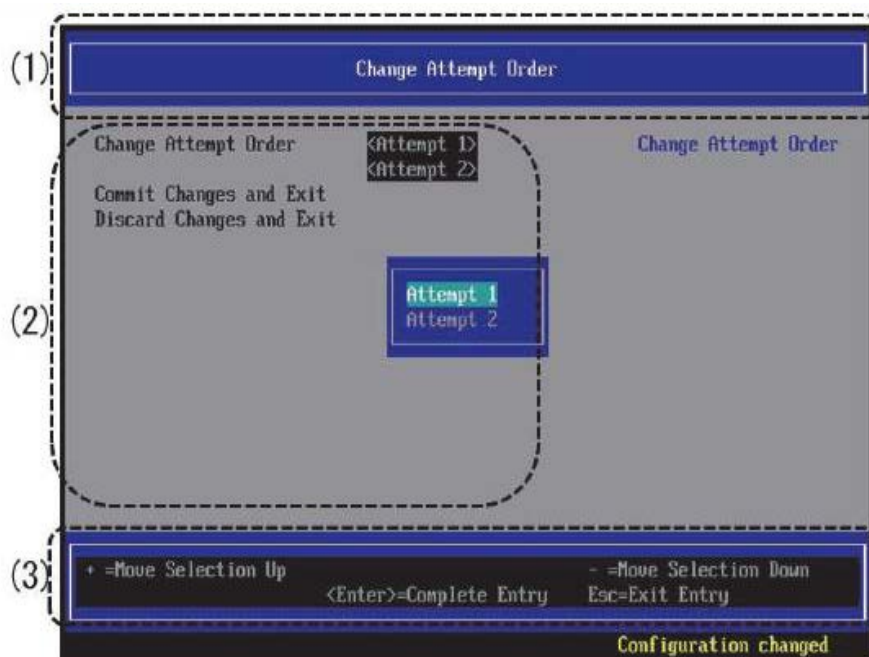 (1)
Change Attempt Order
Change Attempt Order <Attempt 1> Change Attempt Order
<Attempt 2>
Commit Changes and Exit
Discard Changes and Exit
(2)
Attempt 1
Attempt 2
(3)
+ =Move Selection Up - =Move Selection Down
<Enter>=Complete Entry Esc=Exit Entry
Configuration changed